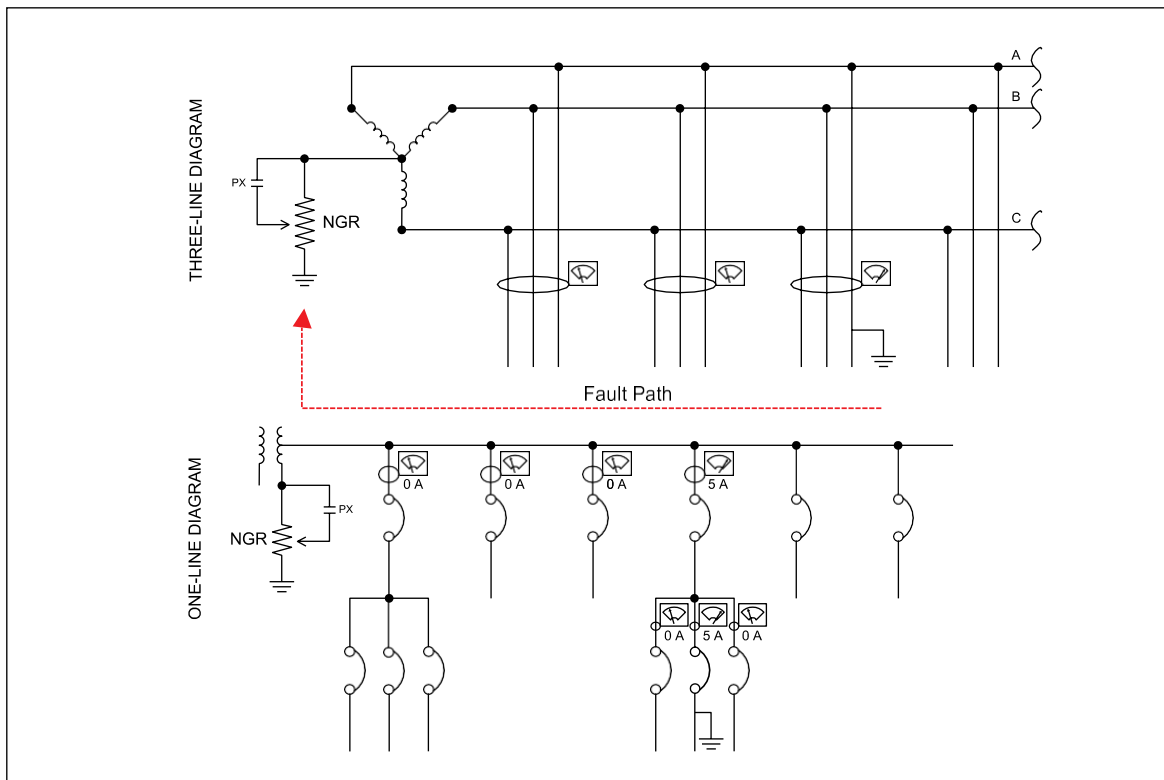 THREE-LINE DIAGRAM
A
B
PX
NGR
C
Fault Path
ONE-LINE DIAGRAM
0 A
0 A
0 A
5 A
PX
NGR
0 A
5 A
0 A